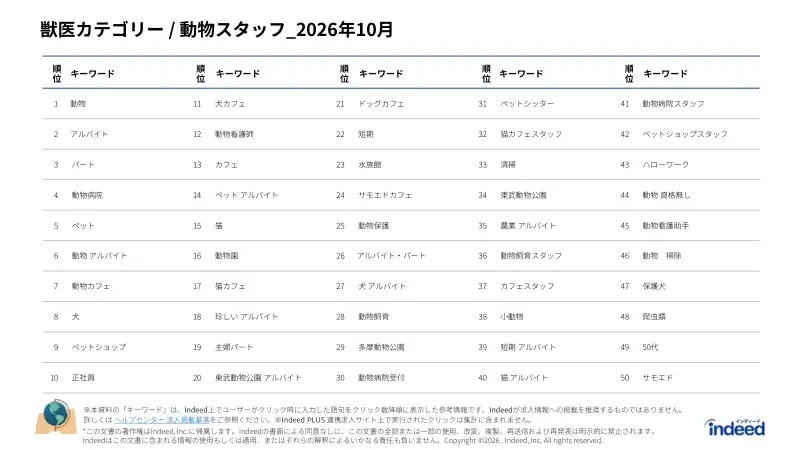 獣医カテゴリー / 動物スタッフ_2026年10月
順位 キーワード 順位 キーワード 順位 キーワード 順位 キーワード 順位 キーワード
1 動物 11 犬カフェ 21 ドッグカフェ 31 ペットシッター 41 動物病院スタッフ
2 アルバイト 12 動物看護師 22 短期 32 猫カフェスタッフ 42 ペットショップスタッフ
3 パート 13 カフェ 23 水族館 33 清掃 43 ハローワーク
4 動物病院 14 ペット アルバイト 24 サモエドカフェ 34 東武動物公園 44 動物 資格無し
5 ペット 15 猫 25 動物保護 35 農業 アルバイト 45 動物看護助手
6 動物 アルバイト 16 動物園 26 アルバイト・パート 36 動物飼育スタッフ 46 動物　掃除
7 動物カフェ 17 猫カフェ 27 犬 アルバイト 37 カフェスタッフ 47 保護犬
8 犬 18 珍しい アルバイト 28 動物飼育 38 小動物 48 爬虫類
9 ペットショップ 19 主婦パート 29 多摩動物公園 39 短期 アルバイト 49 50代
10 正社員 20 東武動物公園 アルバイト 30 動物病院受付 40 猫 アルバイト 50 サモエド
※本資料の「キーワード」は、Indeed上でユーザーがクリック時に入力した語句をクリック数降順に表示した参考情報です。Indeedが求人情報への掲載を推奨するものではありません。
詳しくは ヘルプセンター 求人掲載基準をご参照ください。※Indeed PLUS 連携求人サイト上で実行されたクリックは集計に含まれません。
*この文書の著作権はIndeed, Inc.に帰属します。Indeedの書面による同意なしに、この文書の全部または一部の使用、改変、複製、再送信および再発表は明示的に禁止されます。
Indeedはこの文書に含まれる情報の使用もしくは適用、またはそれらの解釈によるいかなる責任も負いません。Copyright ©2026 , Indeed, Inc. All rights reserved.
インディード
indeed